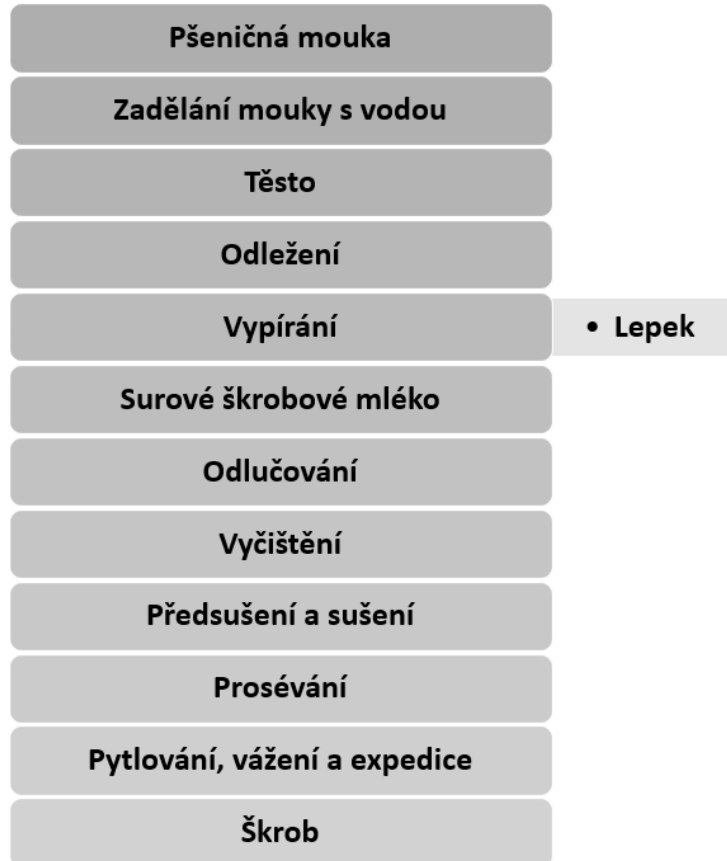 Pšeničná mouka
Zadělání mouky s vodou
Těsto
Odležení
Vypírání
• Lepek
Surové škrobové mléko
Odlučování
Vyčištění
Předsušení a sušení
Prosévání
Pytlování, vážení a expedice
Škrob